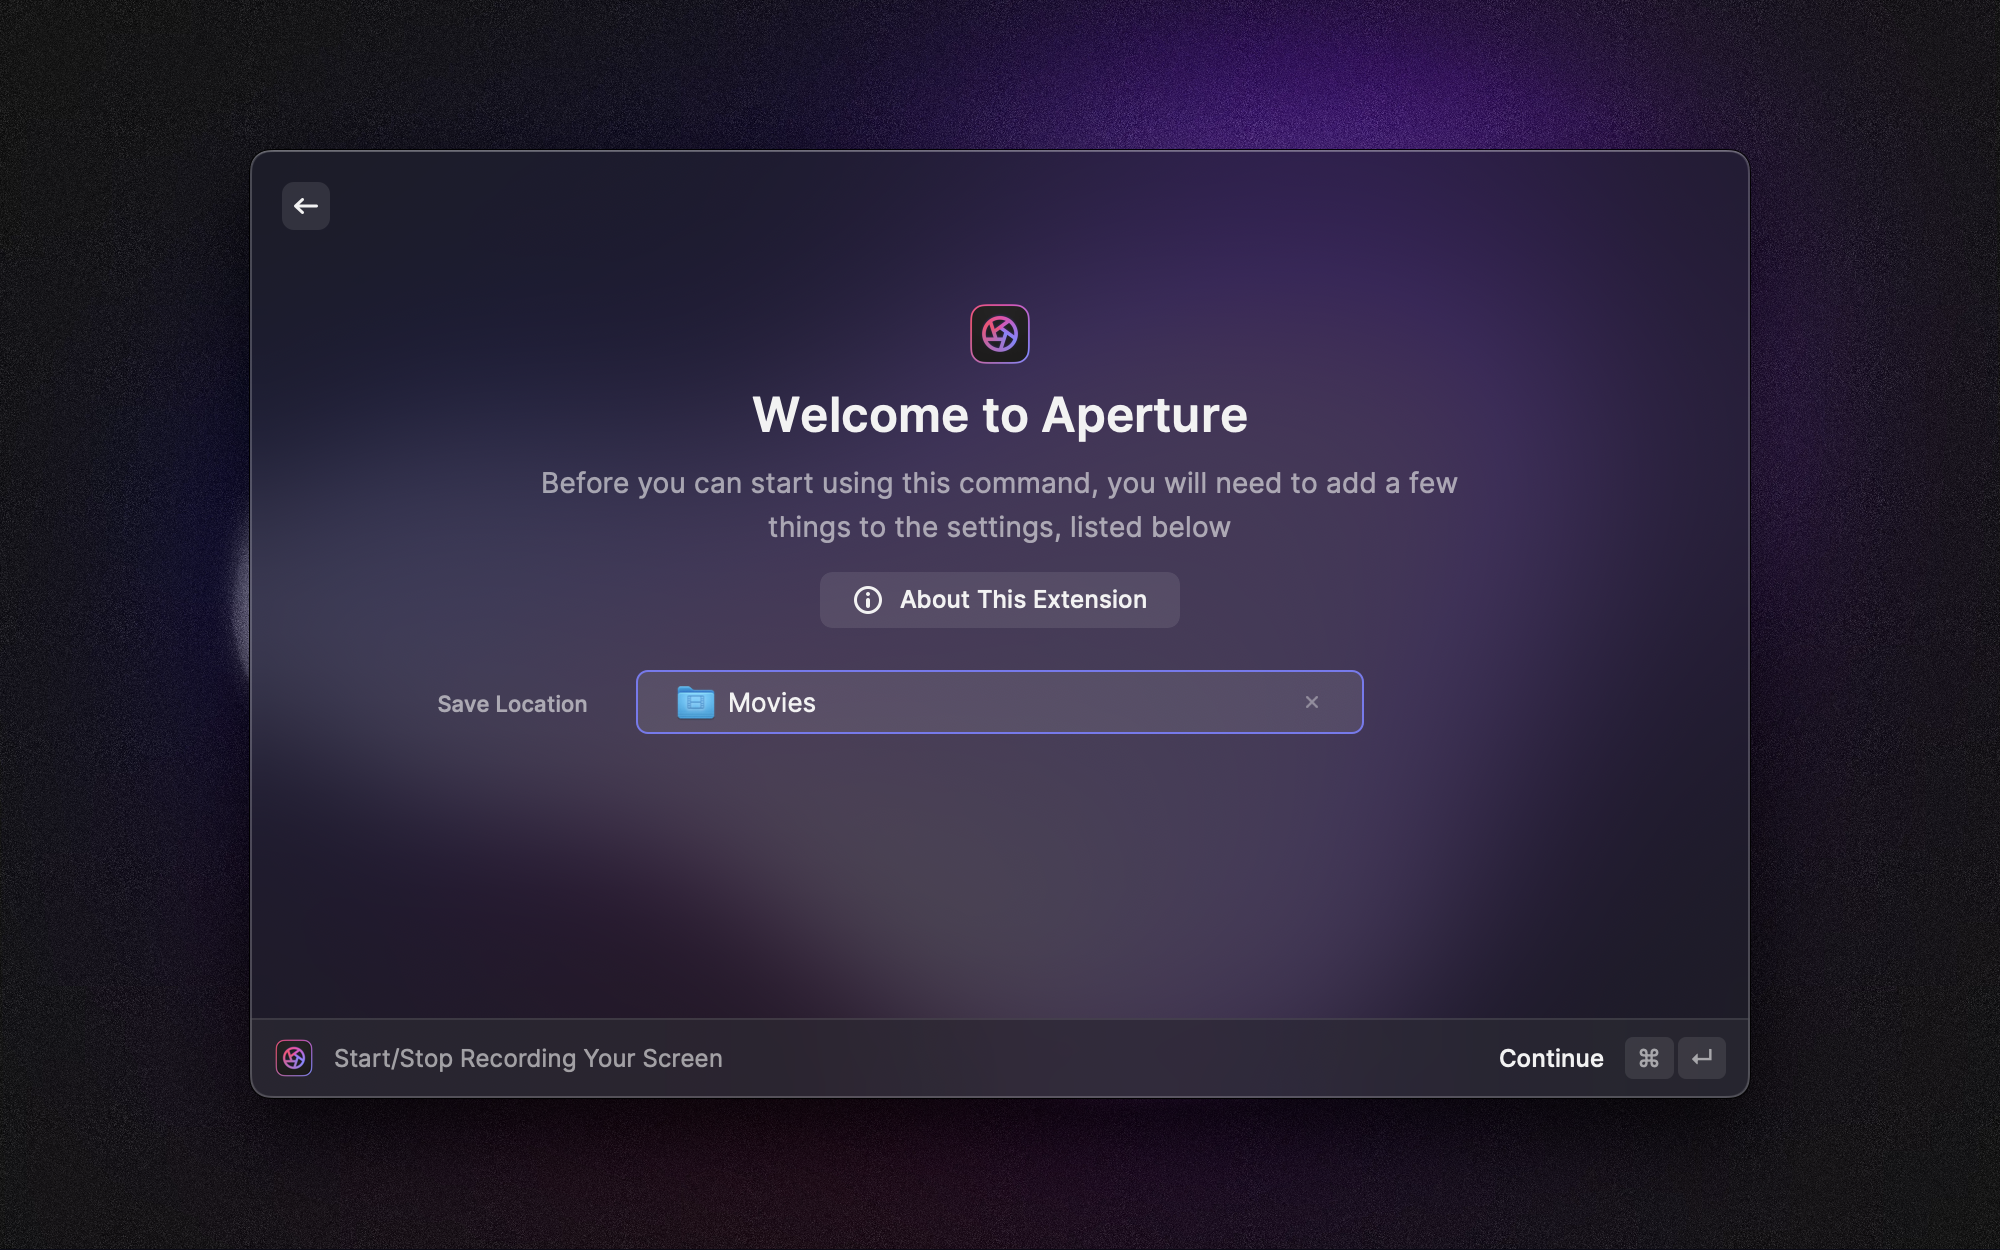 Welcome to Aperture
Before you can start using this command, you will need to add a few
things to the settings, listed below
About This Extension
Save Location
Movies
Start/Stop Recording Your Screen
Continue ⌘ ↵